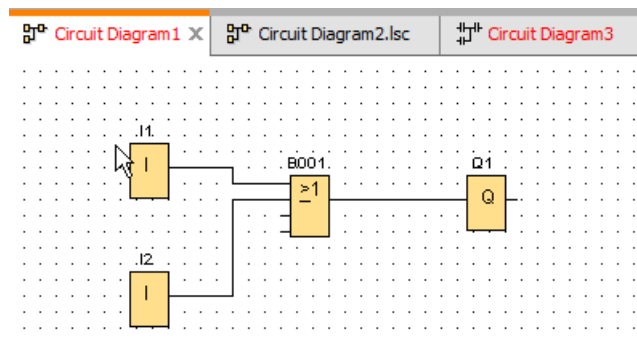 Circuit Diagram1 X Circuit Diagram2.lsc Circuit Diagram3
I1
I
B001
≥1
Q1
Q
I2
I